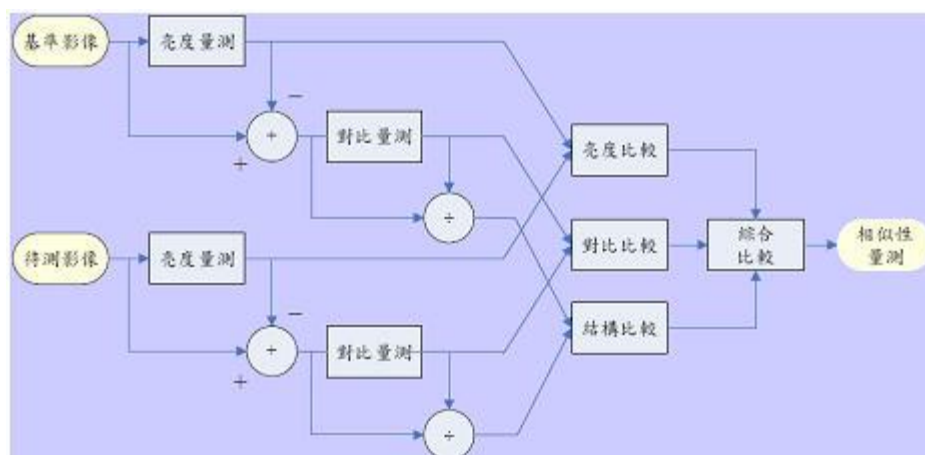 基準影像
亮度量測
−
+
+
對比量測
÷
亮度比較
待測影像
亮度量測
對比比較
綜合
比較
相似性
量測
−
+
+
對比量測
結構比較
÷